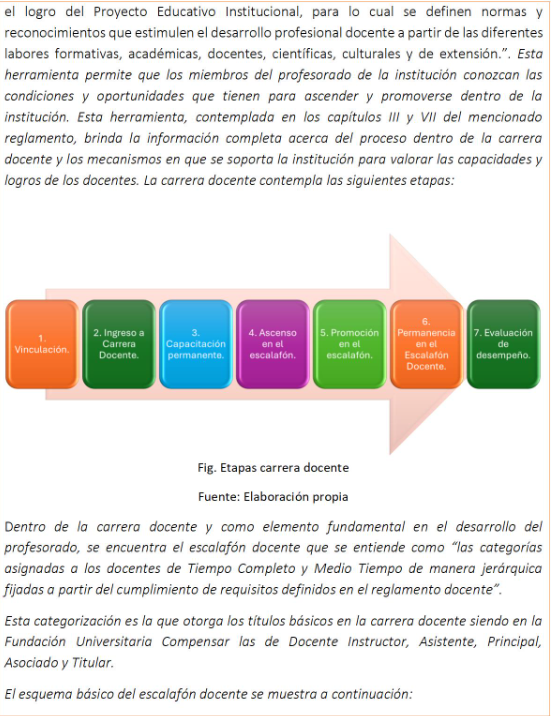 el logro del Proyecto Educativo Institucional, para lo cual se definen normas y
reconocimientos que estimulen el desarrollo profesional docente a partir de las diferentes
labores formativas, académicas, docentes, científicas, culturales y de extensión.”. Esta
herramienta permite que los miembros del profesorado de la institución conozcan las
condiciones y oportunidades que tienen para ascender y promoverse dentro de la
institución. Esta herramienta, contemplada en los capítulos III y VII del mencionado
reglamento, brinda la información completa acerca del proceso dentro de la carrera
docente y los mecanismos en que se soporta la institución para valorar las capacidades y
logros de los docentes. La carrera docente contempla las siguientes etapas:
1.
Vinculación.
2. Ingreso a
Carrera
Docente.
3.
Capacitación
permanente.
4. Ascenso
en el
escalafón.
5. Promoción
en el
escalafón.
6.
Permanencia
en el
Escalafón
Docente.
7. Evaluación
de
desempeño.
Fig. Etapas carrera docente
Fuente: Elaboración propia
Dentro de la carrera docente y como elemento fundamental en el desarrollo del
profesorado, se encuentra el escalafón docente que se entiende como “las categorías
asignadas a los docentes de Tiempo Completo y Medio Tiempo de manera jerárquica
fijadas a partir del cumplimiento de requisitos definidos en el reglamento docente”.
Esta categorización es la que otorga los títulos básicos en la carrera docente siendo en la
Fundación Universitaria Compensar las de Docente Instructor, Asistente, Principal,
Asociado y Titular.
El esquema básico del escalafón docente se muestra a continuación: